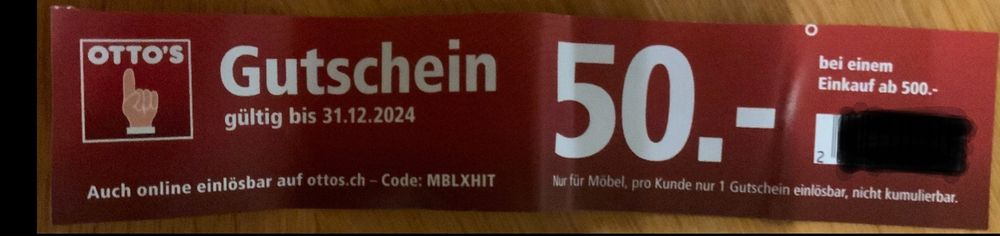 OTTO'S
Gutschein
gültig bis 31.12.2024
Auch online einlösbar auf ottos.ch – Code: MBLXHIT
50.-
bei einem
Einkauf ab 500.-
2
Nur für Möbel, pro Kunde nur 1 Gutschein einlösbar, nicht kumulierbar.